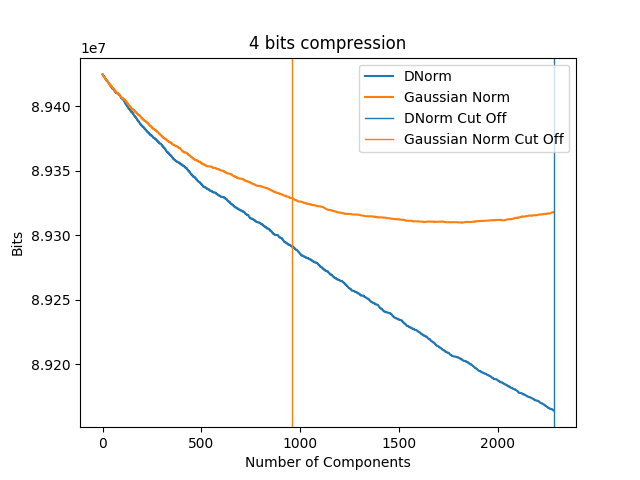 4 bits compression
1e7
DNorm
Gaussian Norm
DNorm Cut Off
Gaussian Norm Cut Off
8.940
8.935
8.930
8.925
8.920
Bits
0
500
1000
1500
2000
Number of Components